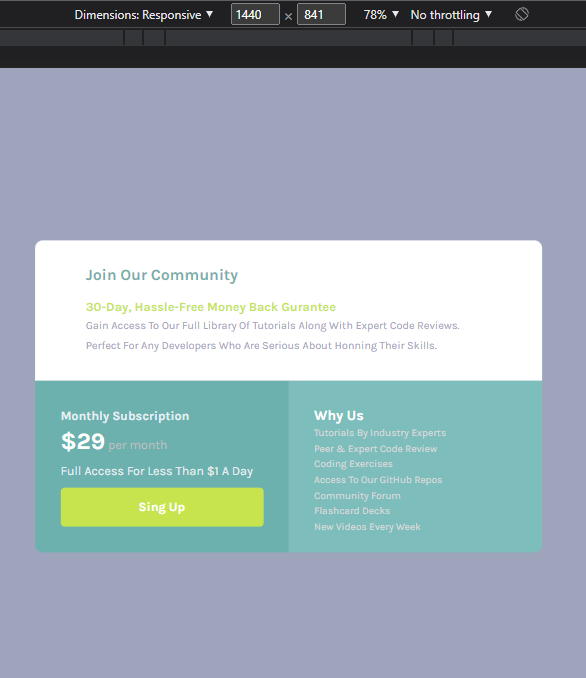 Dimensions: Responsive ▼ 1440 × 841 78% ▼ No throttling ▼
Join Our Community
30-Day, Hassle-Free Money Back Gurantee
Gain Access To Our Full Library Of Tutorials Along With Expert Code Reviews.
Perfect For Any Developers Who Are Serious About Honning Their Skills.
Monthly Subscription
$29 per month
Full Access For Less Than $1 A Day
Sing Up
Why Us
Tutorials By Industry Experts
Peer & Expert Code Review
Coding Exercises
Access To Our GitHub Repos
Community Forum
Flashcard Decks
New Videos Every Week